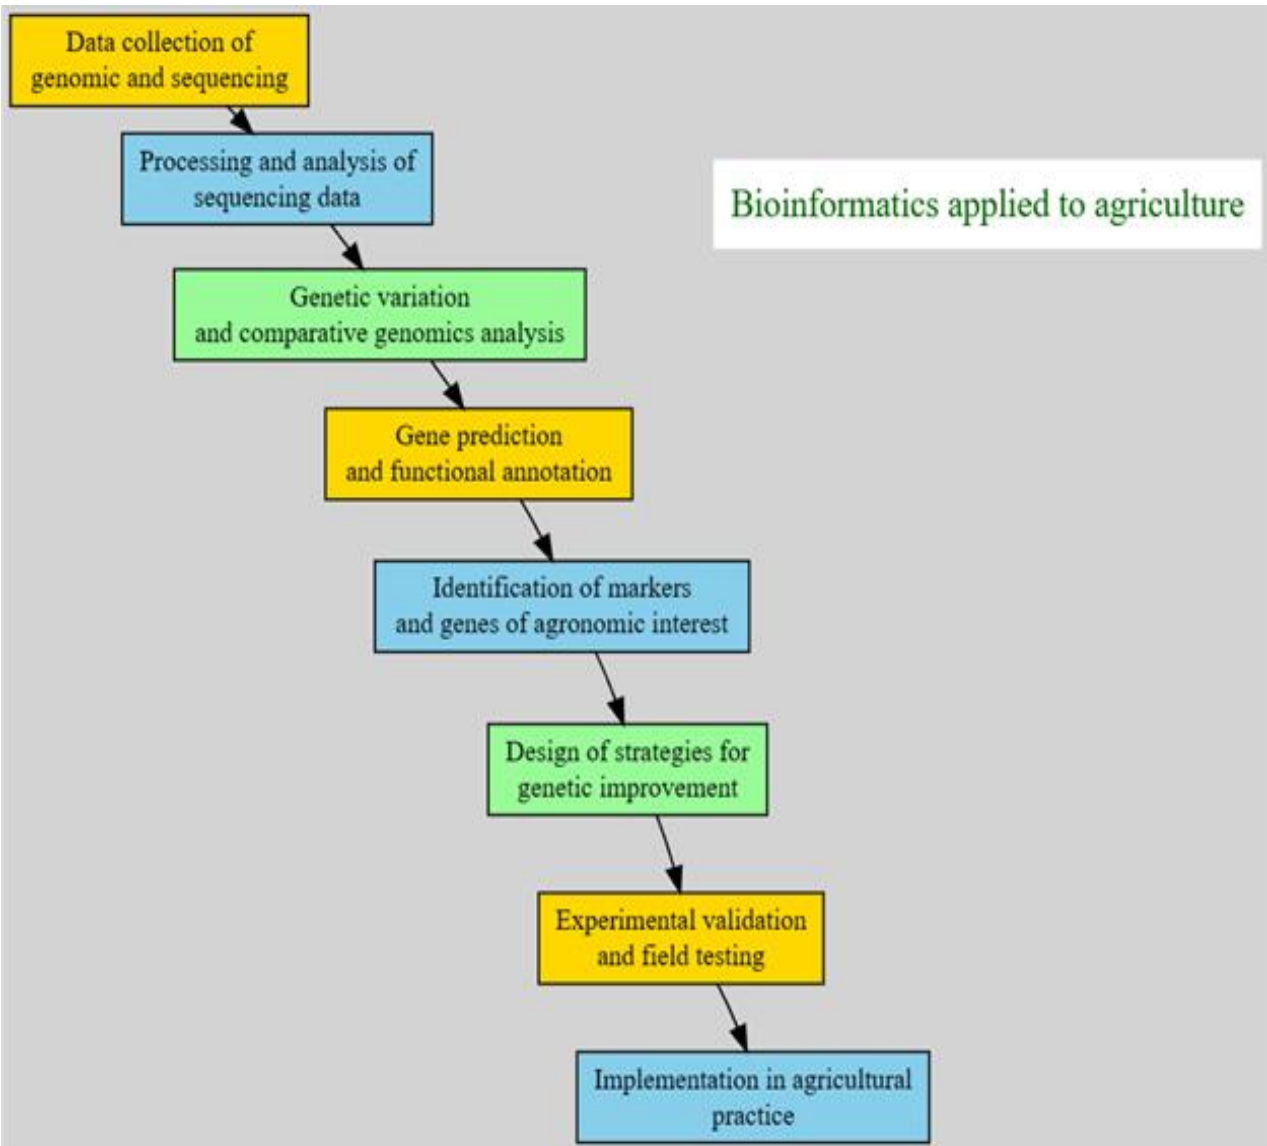 Data collection of
genomic and sequencing
Processing and analysis of
sequencing data
Bioinformatics applied to agriculture
Genetic variation
and comparative genomics analysis
Gene prediction
and functional annotation
Identification of markers
and genes of agronomic interest
Design of strategies for
genetic improvement
Experimental validation
and field testing
Implementation in agricultural
practice